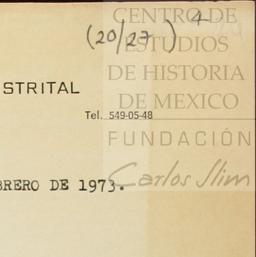 CENTRO DE
4
(20/27)
ESTUDIOS
DE HISTORIA
STRITAL
DE MEXICO
Tel. 549-05-48
FUNDACIÓN
BRERO DE 1973.
Carlos Slim